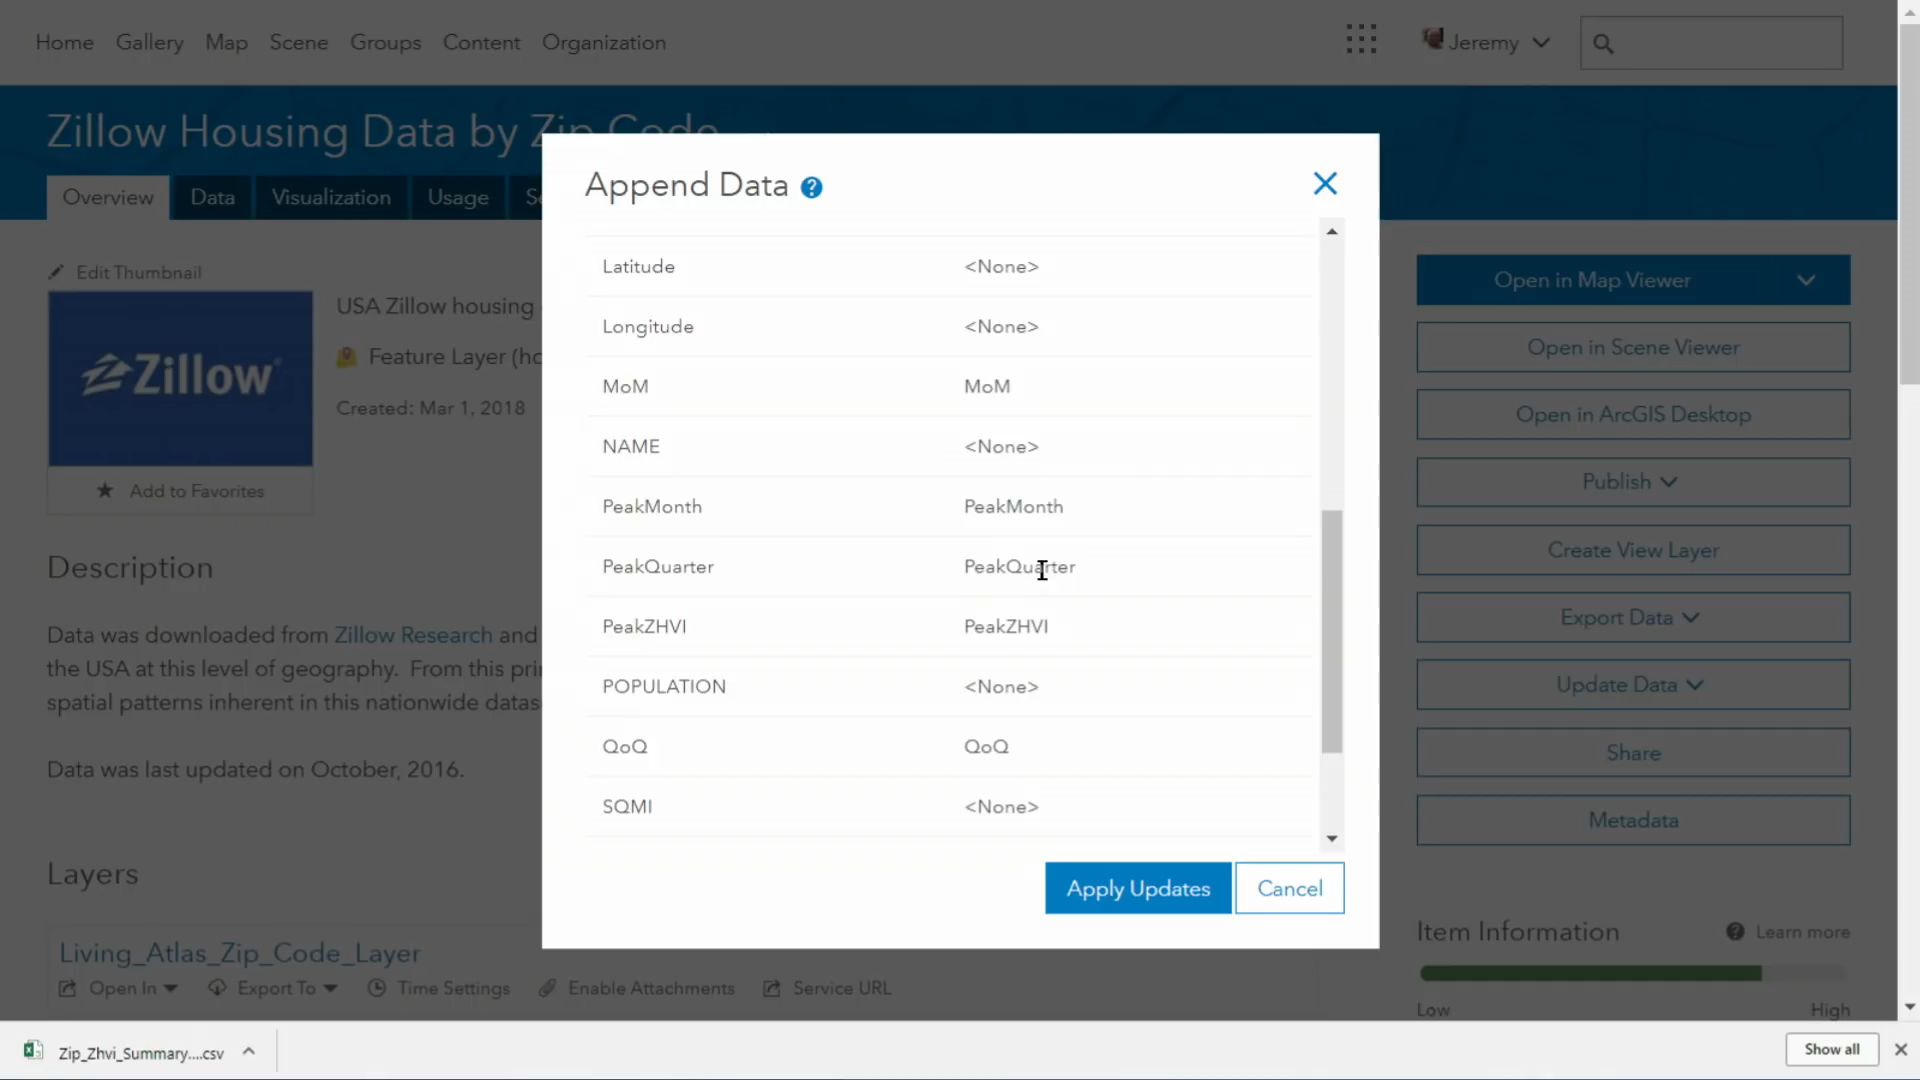 Home Gallery Map Scene Groups Content Organization Jeremy
Zillow Housing Data by Zip Code
Overview Data Visualization Usage
Append Data ?
Latitude <None>
Longitude <None>
MoM MoM
NAME <None>
PeakMonth PeakMonth
PeakQuarter PeakQuarter
PeakZHVI PeakZHVI
POPULATION <None>
QoQ QoQ
SQMI <None>
Apply Updates Cancel
Edit Thumbnail
Zillow
Add to Favorites
USA Zillow housing
Feature Layer (ho
Created: Mar 1, 2018
Description
Data was downloaded from Zillow Research and
the USA at this level of geography. From this pri
spatial patterns inherent in this nationwide datas
Data was last updated on October, 2016.
Layers
Living_Atlas_Zip_Code_Layer
Open In Export To Time Settings Enable Attachments Service URL
Open in Map Viewer
Open in Scene Viewer
Open in ArcGIS Desktop
Publish
Create View Layer
Export Data
Update Data
Share
Metadata
Item Information ? Learn more
Low High
Zip_Zhvi_Summary....csv
Show all